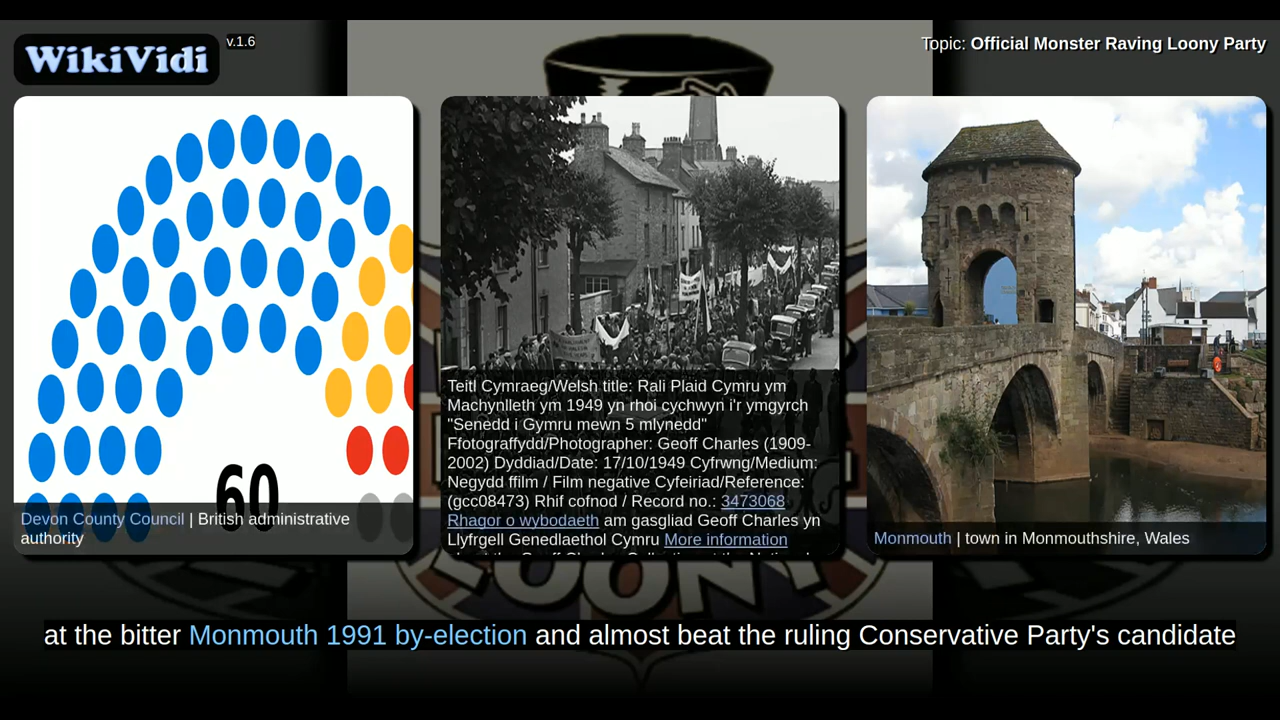 WikiVidi
v.1.6
Topic: Official Monster Raving Loony Party
60
Devon County Council | British administrative
authority
Teitl Cymraeg/Welsh title: Rali Plaid Cymru ym
Machynlleth ym 1949 yn rhoi cychwyn i'r ymgyrch
"Senedd i Gymru mewn 5 mlynedd"
Ffotograffydd/Photographer: Geoff Charles (1909-
2002) Dyddiad/Date: 17/10/1949 Cyfrwng/Medium:
Negydd ffilm / Film negative Cyfeiriad/Reference:
(gcc08473) Rhif cofnod / Record no.: 3473068
Rhagor o wybodaeth am gasgliad Geoff Charles yn
Llyfrgell Genedlaethol Cymru More information
Monmouth | town in Monmouthshire, Wales
LOONY
at the bitter Monmouth 1991 by-election and almost beat the ruling Conservative Party's candidate